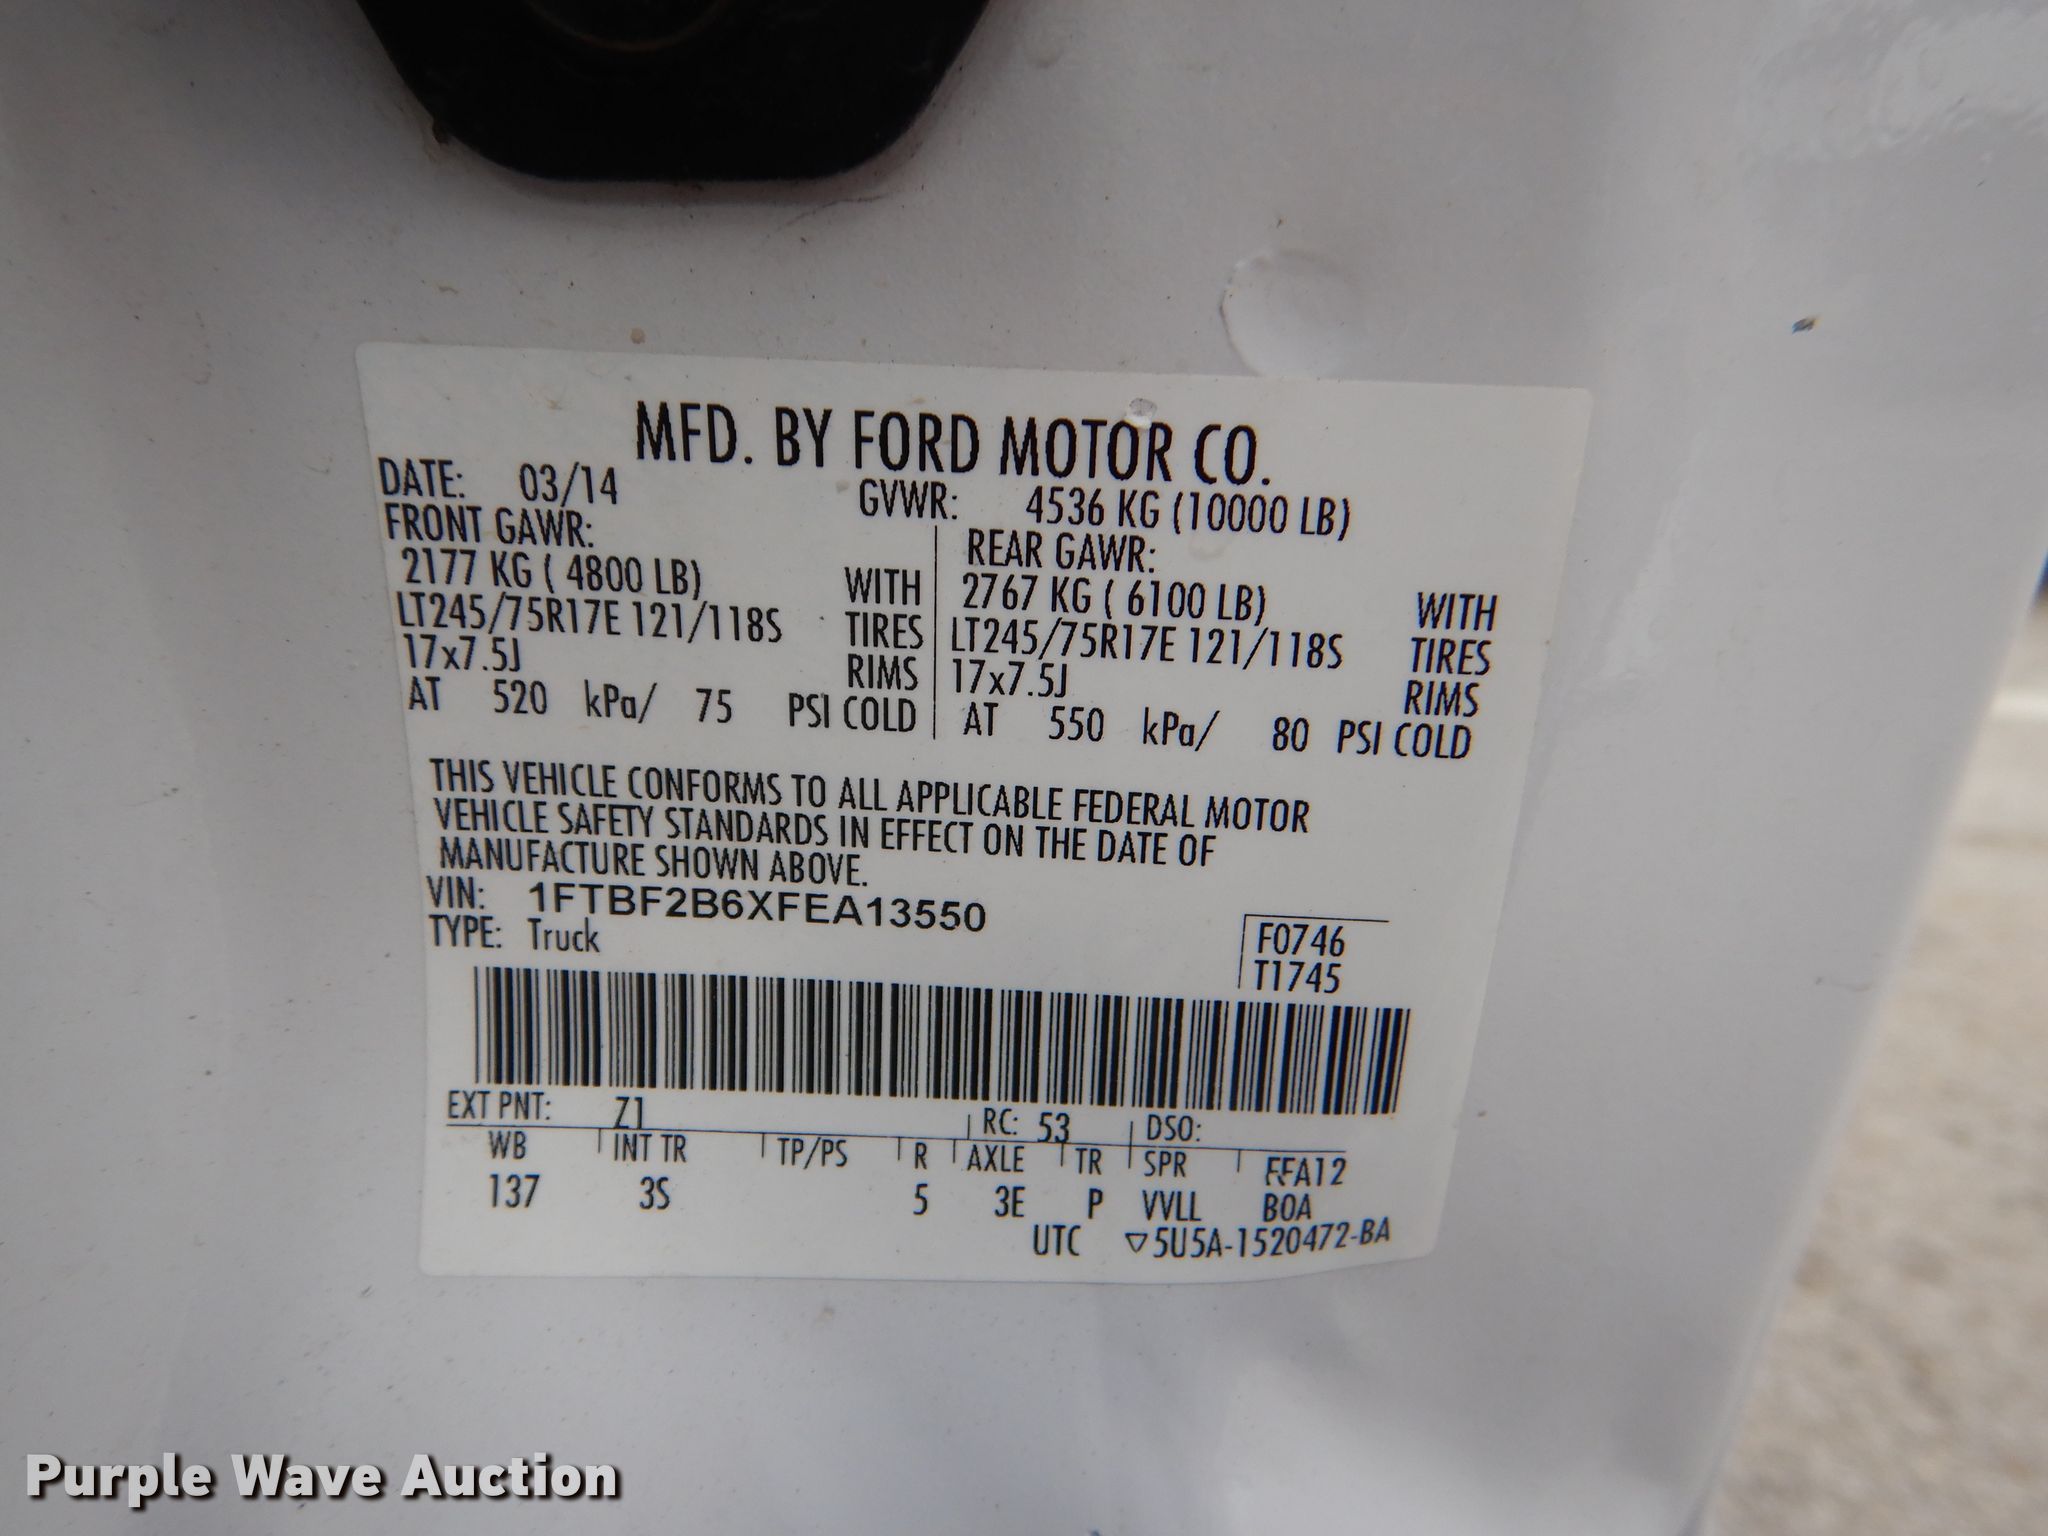 MFD. BY FORD MOTOR CO.
DATE: 03/14 GVWR: 4536 KG (10000 LB)
FRONT GAWR: REAR GAWR:
2177 KG ( 4800 LB) WITH 2767 KG ( 6100 LB) WITH
LT245/75R17E 121/118S TIRES LT245/75R17E 121/118S TIRES
17x7.5J RIMS 17x7.5J RIMS
AT 520 kPa/ 75 PSI COLD AT 550 kPa/ 80 PSI COLD
THIS VEHICLE CONFORMS TO ALL APPLICABLE FEDERAL MOTOR
VEHICLE SAFETY STANDARDS IN EFFECT ON THE DATE OF
MANUFACTURE SHOWN ABOVE.
VIN: 1FTBF2B6XFEA13550
TYPE: Truck F0746
T1745
EXT PNT: Z1 RC: 53 DSO:
WB INT TR TP/PS R AXLE TR SPR FFA12
137 3S 5 3E P VVLL BOA
UTC ▽5U5A-1520472-BA
Purple Wave Auction